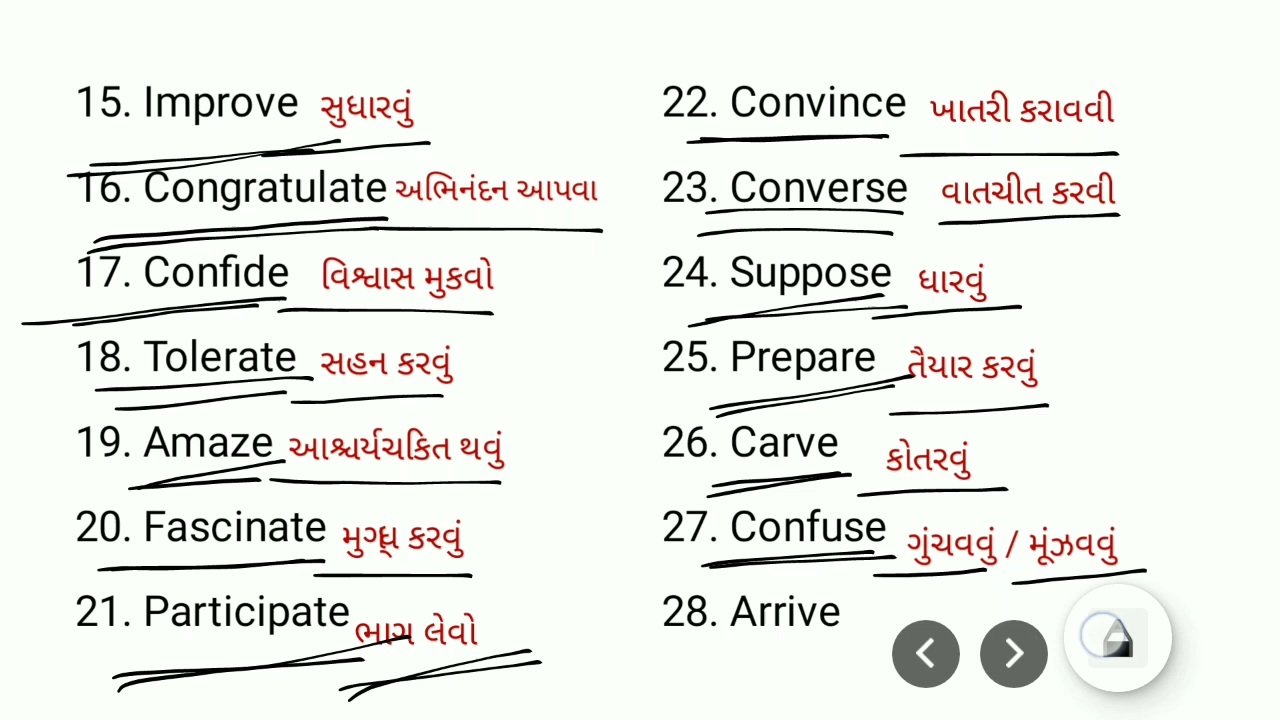 15. Improve સુધારવું
16. Congratulate અભિનંદન આપવા
17. Confide વિશ્વાસ મુકવો
18. Tolerate સહન કરવું
19. Amaze આશ્ચર્યચકિત થવું
20. Fascinate મુગ્ધ કરવું
21. Participate ભાગ લેવો
22. Convince ખાતરી કરાવવી
23. Converse વાતચીત કરવી
24. Suppose ધારવું
25. Prepare તૈયાર કરવું
26. Carve કોતરવું
27. Confuse ગુંચવવું / મૂંઝવવું
28. Arrive